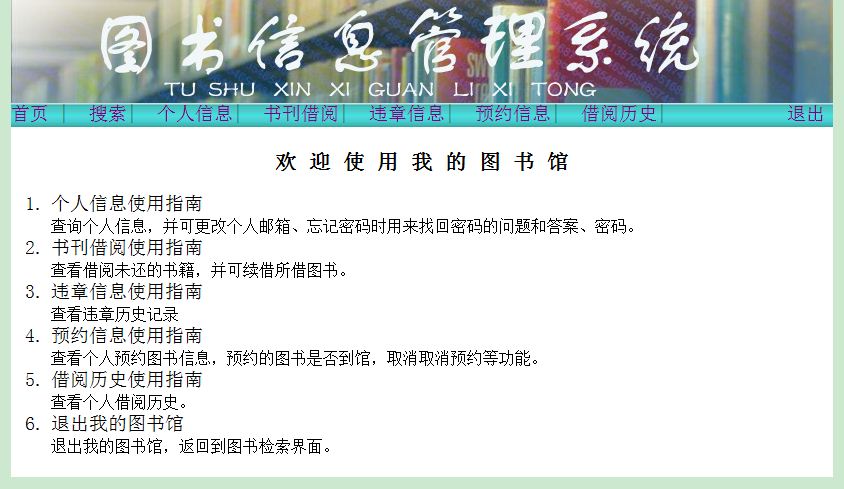 图书信息管理系统
TU SHU XIN XI GUAN LI XI TONG
首页 | 搜索| 个人信息| 书刊借阅| 违章信息| 预约信息| 借阅历史| 退出
欢迎使用我的图书馆
1. 个人信息使用指南
查询个人信息，并可更改个人邮箱、忘记密码时用来找回密码的问题和答案、密码。
2. 书刊借阅使用指南
查看借阅未还的书籍，并可续借所借图书。
3. 违章信息使用指南
查看违章历史记录
4. 预约信息使用指南
查看个人预约图书信息，预约的图书是否到馆，取消取消预约等功能。
5. 借阅历史使用指南
查看个人借阅历史。
6. 退出我的图书馆
退出我的图书馆，返回到图书检索界面。